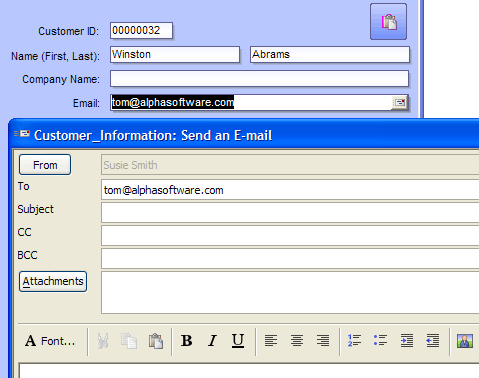 Customer ID: 00000032
Name (First, Last): Winston Abrams
Company Name:
Email: tom@alphasoftware.com
Customer_Information: Send an E-mail
From Susie Smith
To tom@alphasoftware.com
Subject
CC
BCC
Attachments
A Font... B I U